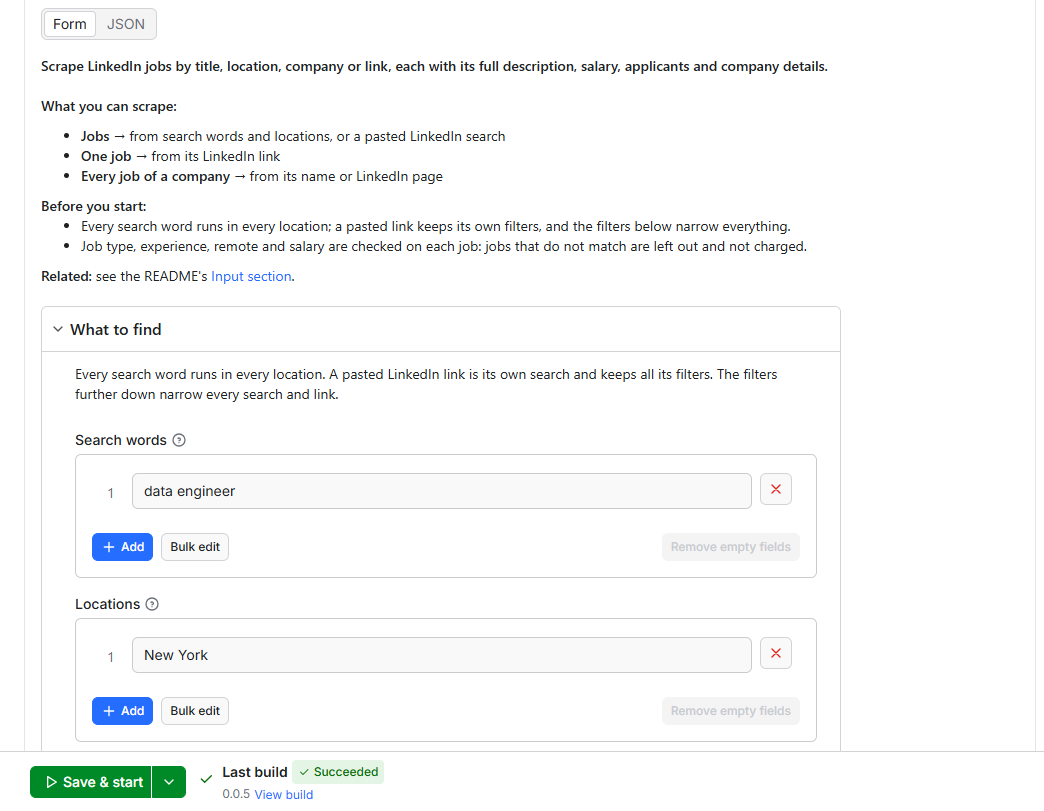 Form JSON
Scrape LinkedIn jobs by title, location, company or link, each with its full description, salary, applicants and company details.
What you can scrape:
• Jobs → from search words and locations, or a pasted LinkedIn search
• One job → from its LinkedIn link
• Every job of a company → from its name or LinkedIn page
Before you start:
• Every search word runs in every location; a pasted link keeps its own filters, and the filters below narrow everything.
• Job type, experience, remote and salary are checked on each job: jobs that do not match are left out and not charged.
Related: see the README's Input section.
What to find
Every search word runs in every location. A pasted LinkedIn link is its own search and keeps all its filters. The filters
further down narrow every search and link.
Search words ?
1 data engineer
+ Add Bulk edit Remove empty fields
Locations ?
1 New York
+ Add Bulk edit Remove empty fields
Save & start Last build Succeeded
0.0.5 View build